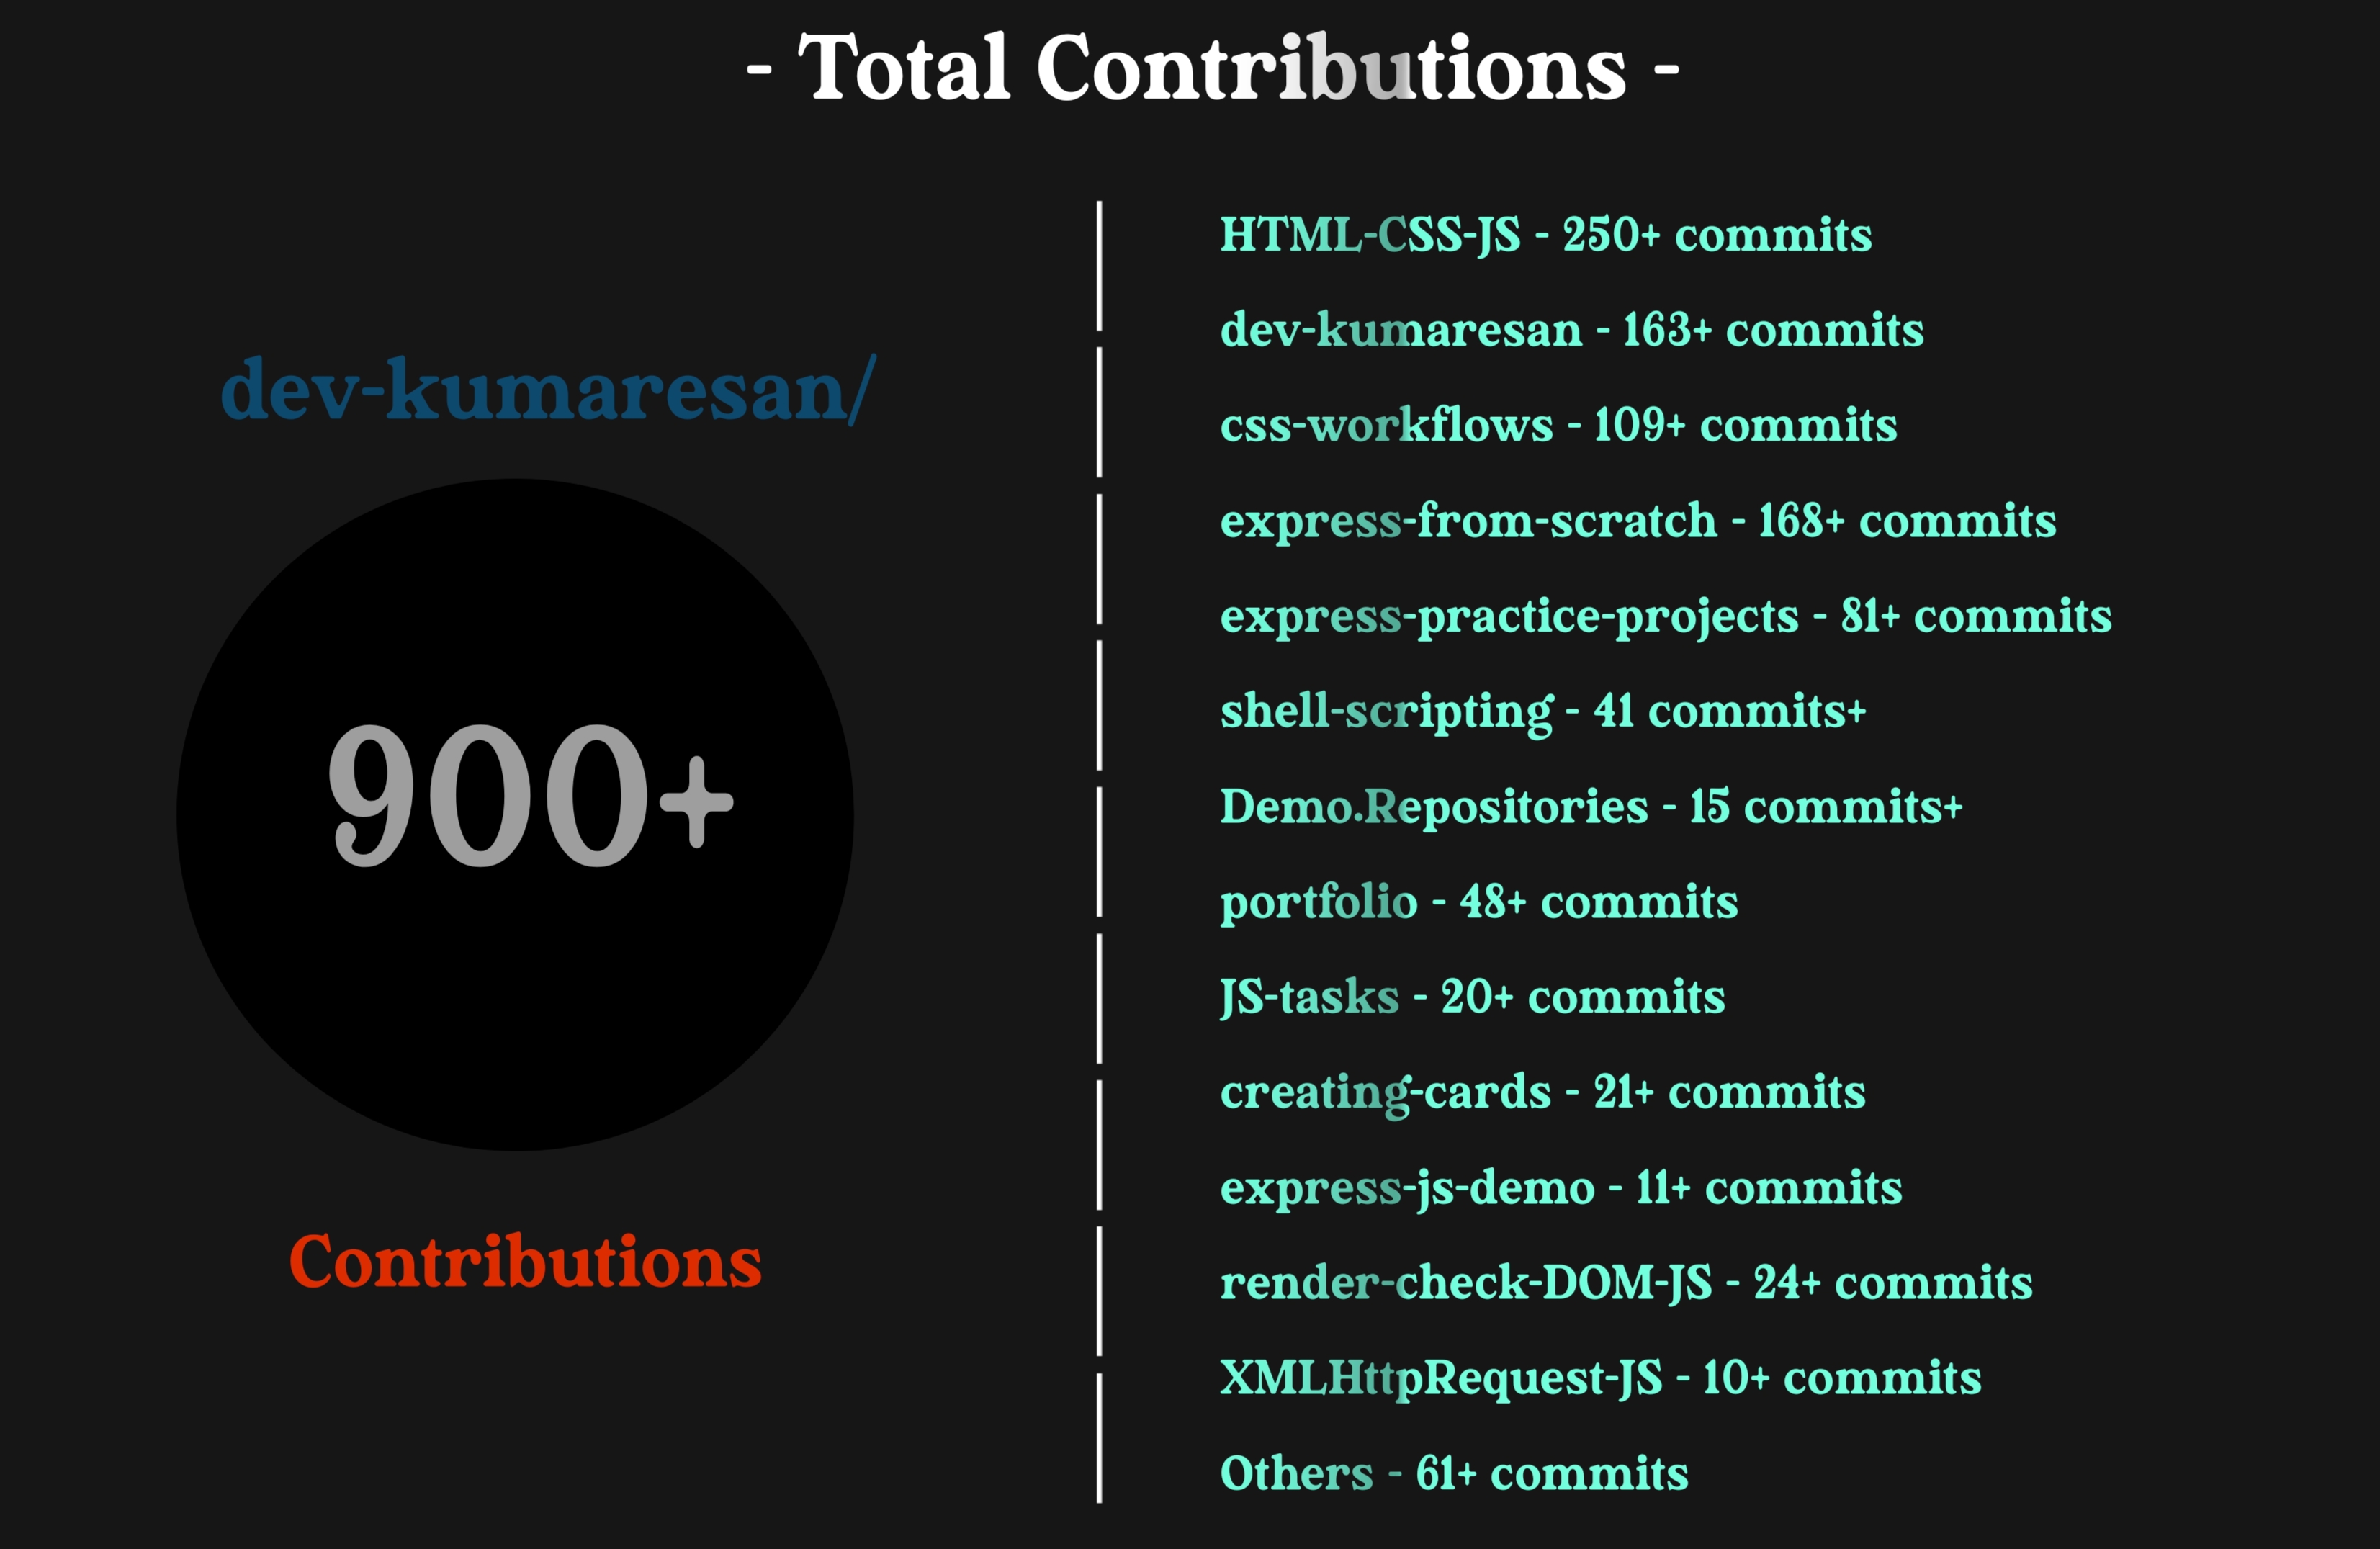 - Total Contributions -
dev-kumaresan/
900+
Contributions
HTML-CSS-JS - 250+ commits
dev-kumaresan - 163+ commits
css-workflows - 109+ commits
express-from-scratch - 168+ commits
express-practice-projects - 81+ commits
shell-scripting - 41 commits+
Demo.Repositories - 15 commits+
portfolio - 48+ commits
JS-tasks - 20+ commits
creating-cards - 21+ commits
express-js-demo - 11+ commits
render-check-DOM-JS - 24+ commits
XMLHttpRequest-JS - 10+ commits
Others - 61+ commits